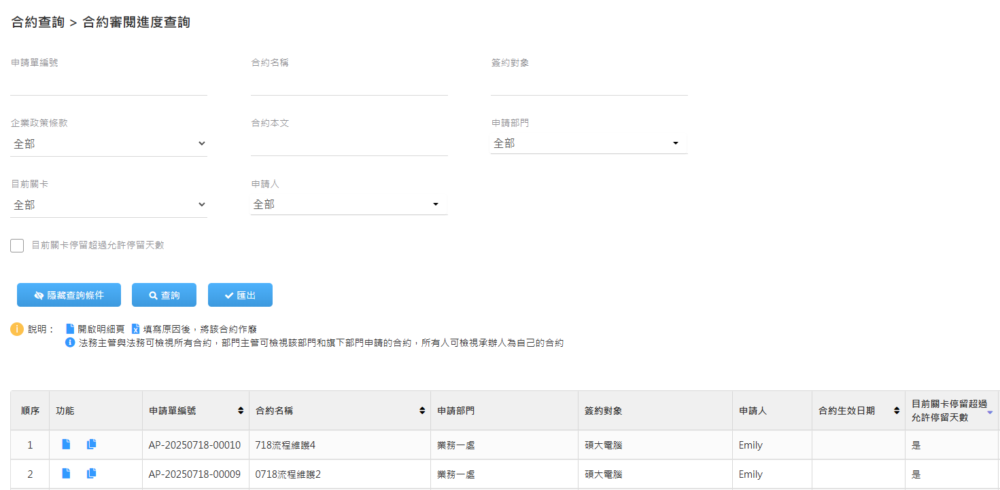 合約查詢 > 合約審閱進度查詢
申請單編號 合約名稱 簽約對象
企業政策條款 合約本文 申請部門
全部 全部
目前關卡 申請人
全部 全部
目前關卡停留超過允許停留天數
隱藏查詢條件 查詢 匯出
說明： 開啟明細頁 填寫原因後，將該合約作廢
法務主管與法務可檢視所有合約，部門主管可檢視該部門和旗下部門申請的合約，所有人可檢視承辦人為自己的合約
順序 功能 申請單編號 合約名稱 申請部門 簽約對象 申請人 合約生效日期 目前關卡停留超過
允許停留天數
1 AP-20250718-00010 718流程維護4 業務一處 碩大電腦 Emily 是
2 AP-20250718-00009 0718流程維護2 業務一處 碩大電腦 Emily 是